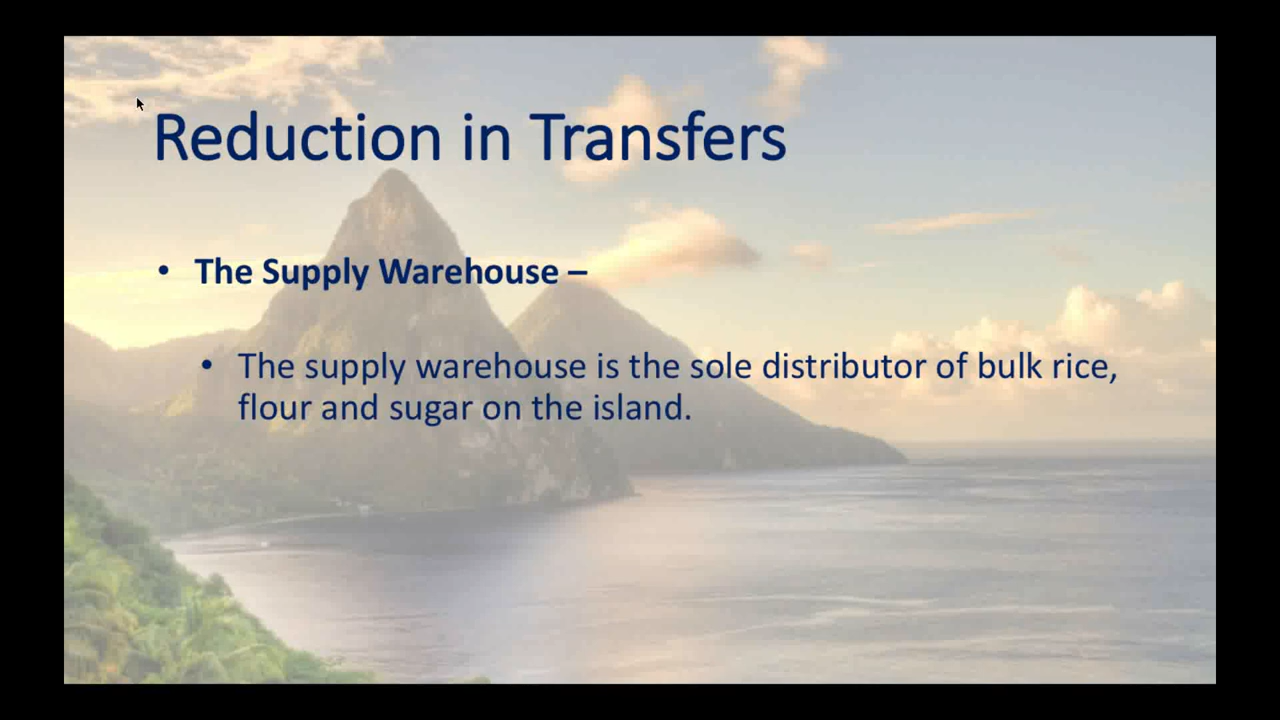 Reduction in Transfers
• The Supply Warehouse –
• The supply warehouse is the sole distributor of bulk rice,
flour and sugar on the island.